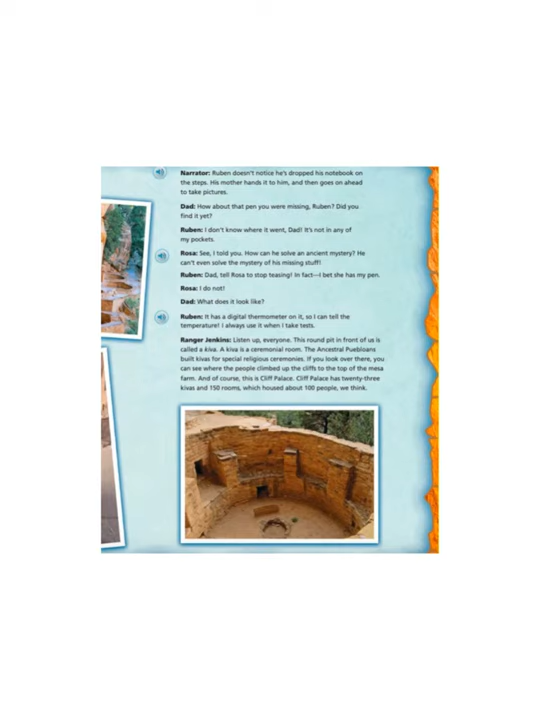 Narrator: Ruben doesn't notice he's dropped his notebook on
the steps. His mother hands it to him, and then goes on ahead
to take pictures.
Dad: How about that pen you were missing, Ruben? Did you
find it yet?
Ruben: I don't know where it went, Dad! It's not in any of
my pockets.
Rosa: See, I told you. How can he solve an ancient mystery? He
can't even solve the mystery of his missing stuff!
Ruben: Dad, tell Rosa to stop teasing! In fact—I bet she has my pen.
Rosa: I do not!
Dad: What does it look like?
Ruben: It has a digital thermometer on it, so I can tell the
temperature! I always use it when I take tests.
Ranger Jenkins: Listen up, everyone. This round pit in front of us is
called a kiva. A kiva is a ceremonial room. The Ancestral Puebloans
built kivas for special religious ceremonies. If you look over there, you
can see where the people climbed up the cliffs to the top of the mesa
farm. And of course, this is Cliff Palace. Cliff Palace has twenty-three
kivas and 150 rooms, which housed about 100 people, we think.